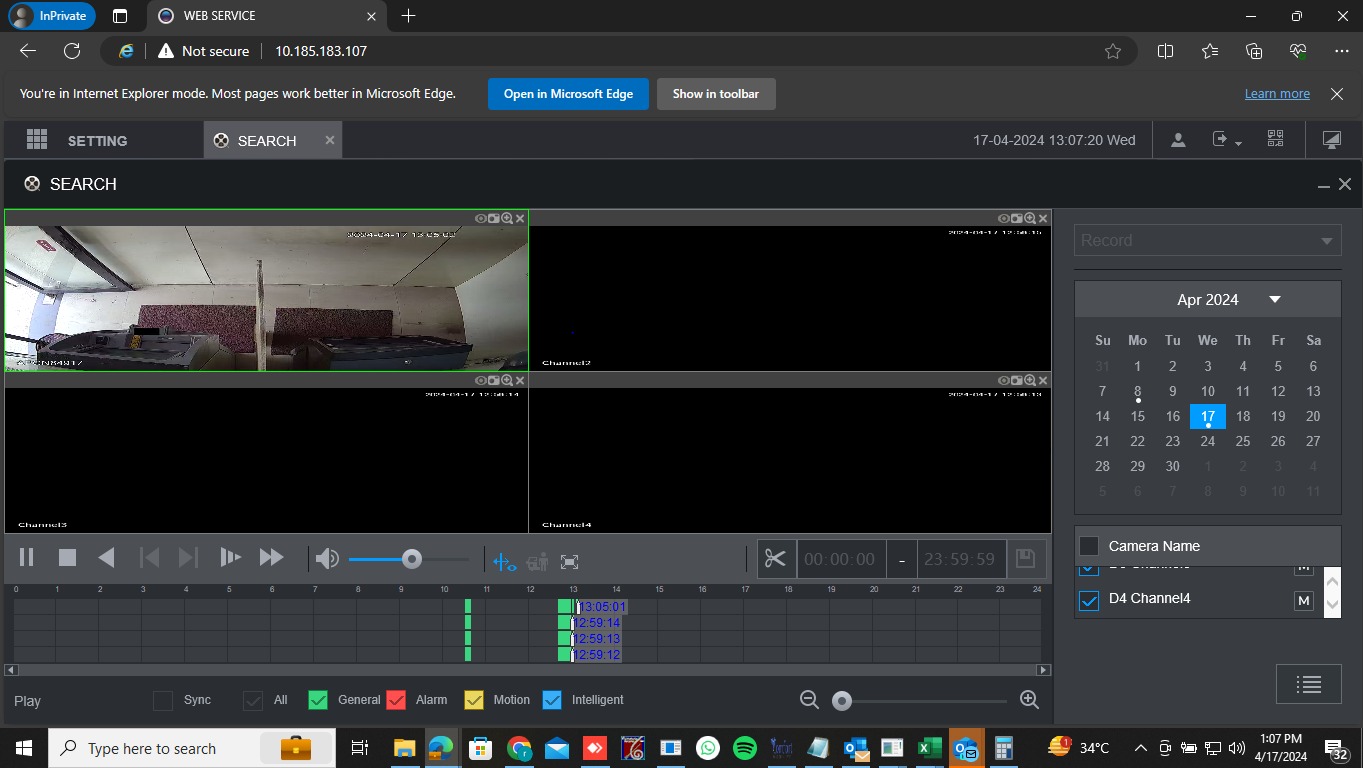 InPrivate
WEB SERVICE
Not secure
10.185.183.107
You're in Internet Explorer mode. Most pages work better in Microsoft Edge.
Open in Microsoft Edge
Show in toolbar
Learn more
SETTING
SEARCH
17-04-2024 13:07:20 Wed
SEARCH
2024-04-17 13:05:02
2024-04-17 12:59:15
Channel2
2024-04-17 12:59:14
2024-04-17 12:59:13
Channel3
Channel4
Record
Apr 2024
Su Mo Tu We Th Fr Sa
31 1 2 3 4 5 6
7 8 9 10 11 12 13
14 15 16 17 18 19 20
21 22 23 24 25 26 27
28 29 30 1 2 3 4
5 6 7 8 9 10 11
Camera Name
M
D4 Channel4
M
00:00:00 - 23:59:59
0 1 2 3 4 5 6 7 8 9 10 11 12 13 14 15 16 17 18 19 20 21 22 23 24
13:05:01
12:59:14
12:59:13
12:59:12
Play
Sync
All
General
Alarm
Motion
Intelligent
Type here to search
1
34°C
1:07 PM
4/17/2024
32